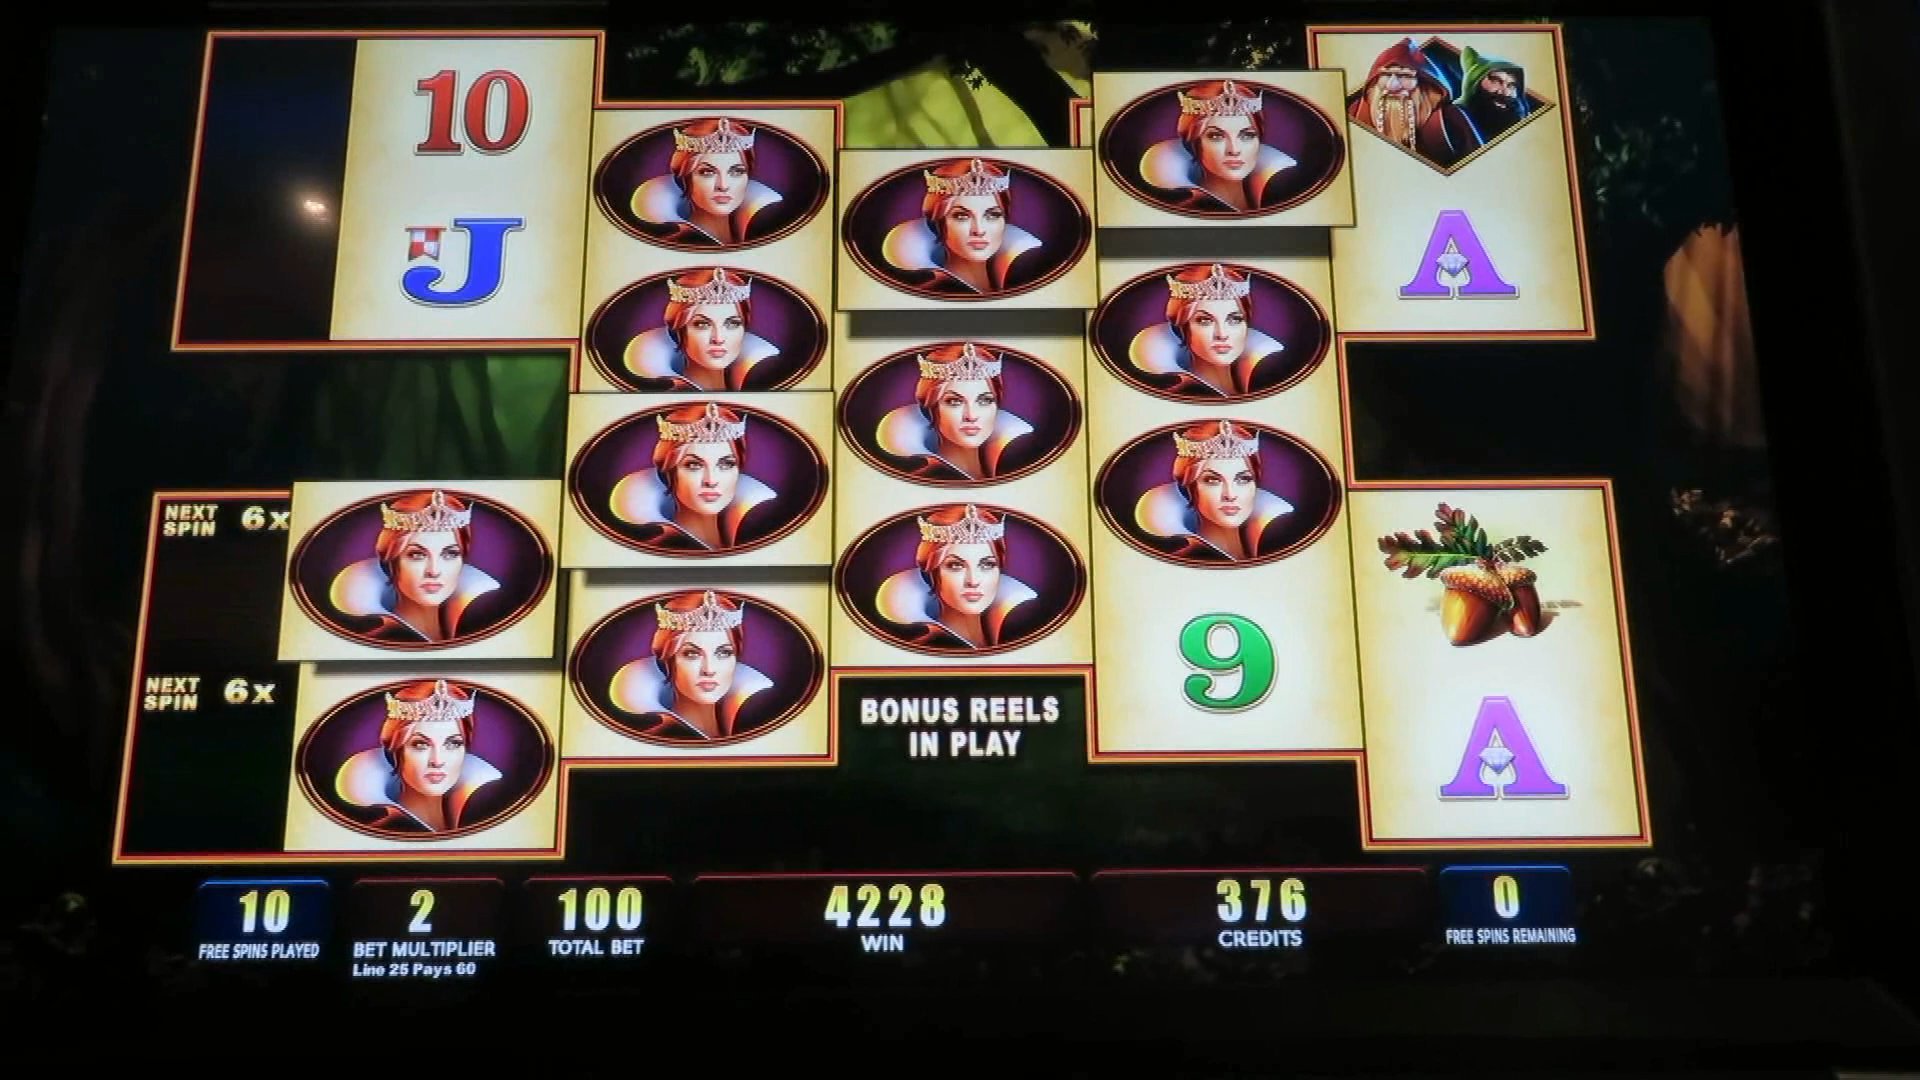 10
J
A
NEXT SPIN 6x
NEXT SPIN 6x
9
A
BONUS REELS
IN PLAY
10
FREE SPINS PLAYED
2
BET MULTIPLIER
Line 25 Pays 60
100
TOTAL BET
4228
WIN
376
CREDITS
0
FREE SPINS REMAINING